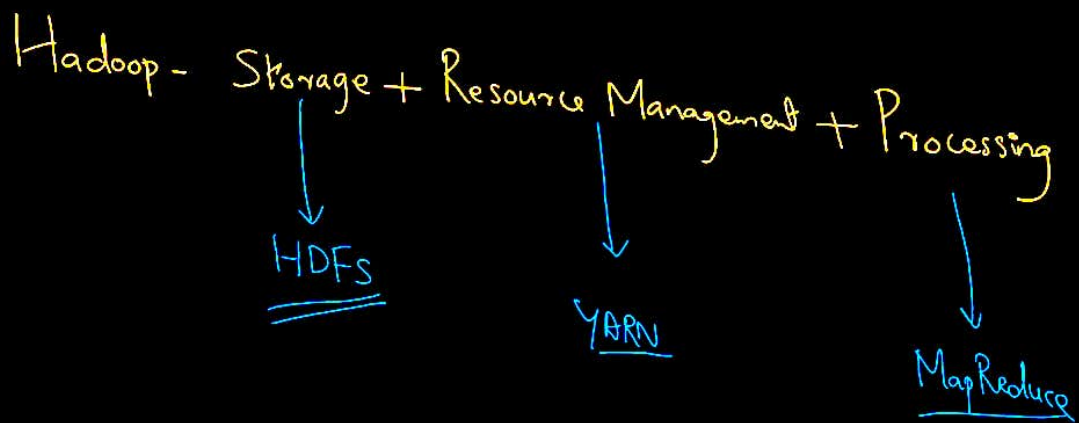 Hadoop - Storage + Resource Management + Processing
HDFS
YARN
MapReduce